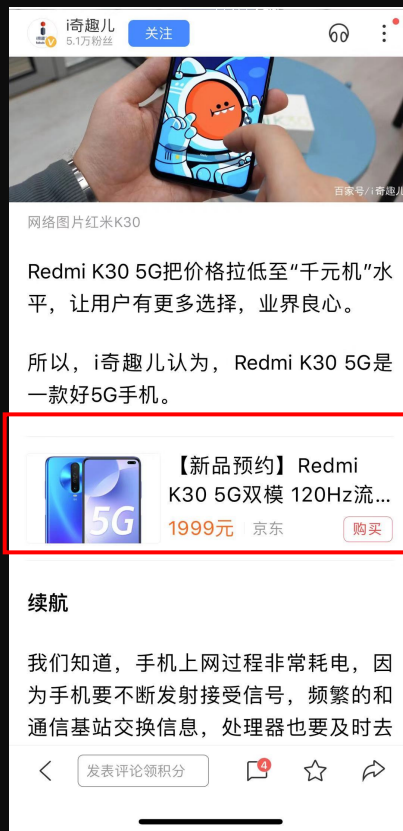 i奇趣儿
5.1万粉丝
关注
百家号/i奇趣儿
网络图片红米K30
Redmi K30 5G把价格拉低至“千元机”水
平，让用户有更多选择，业界良心。
所以，i奇趣儿认为，Redmi K30 5G是
一款好5G手机。
【新品预约】Redmi
K30 5G双模 120Hz流...
5G
1999元 京东
购买
续航
我们知道，手机上网过程非常耗电，因
为手机要不断发射接受信号，频繁的和
通信基站交换信息，处理器也要及时去
发表评论领积分
4